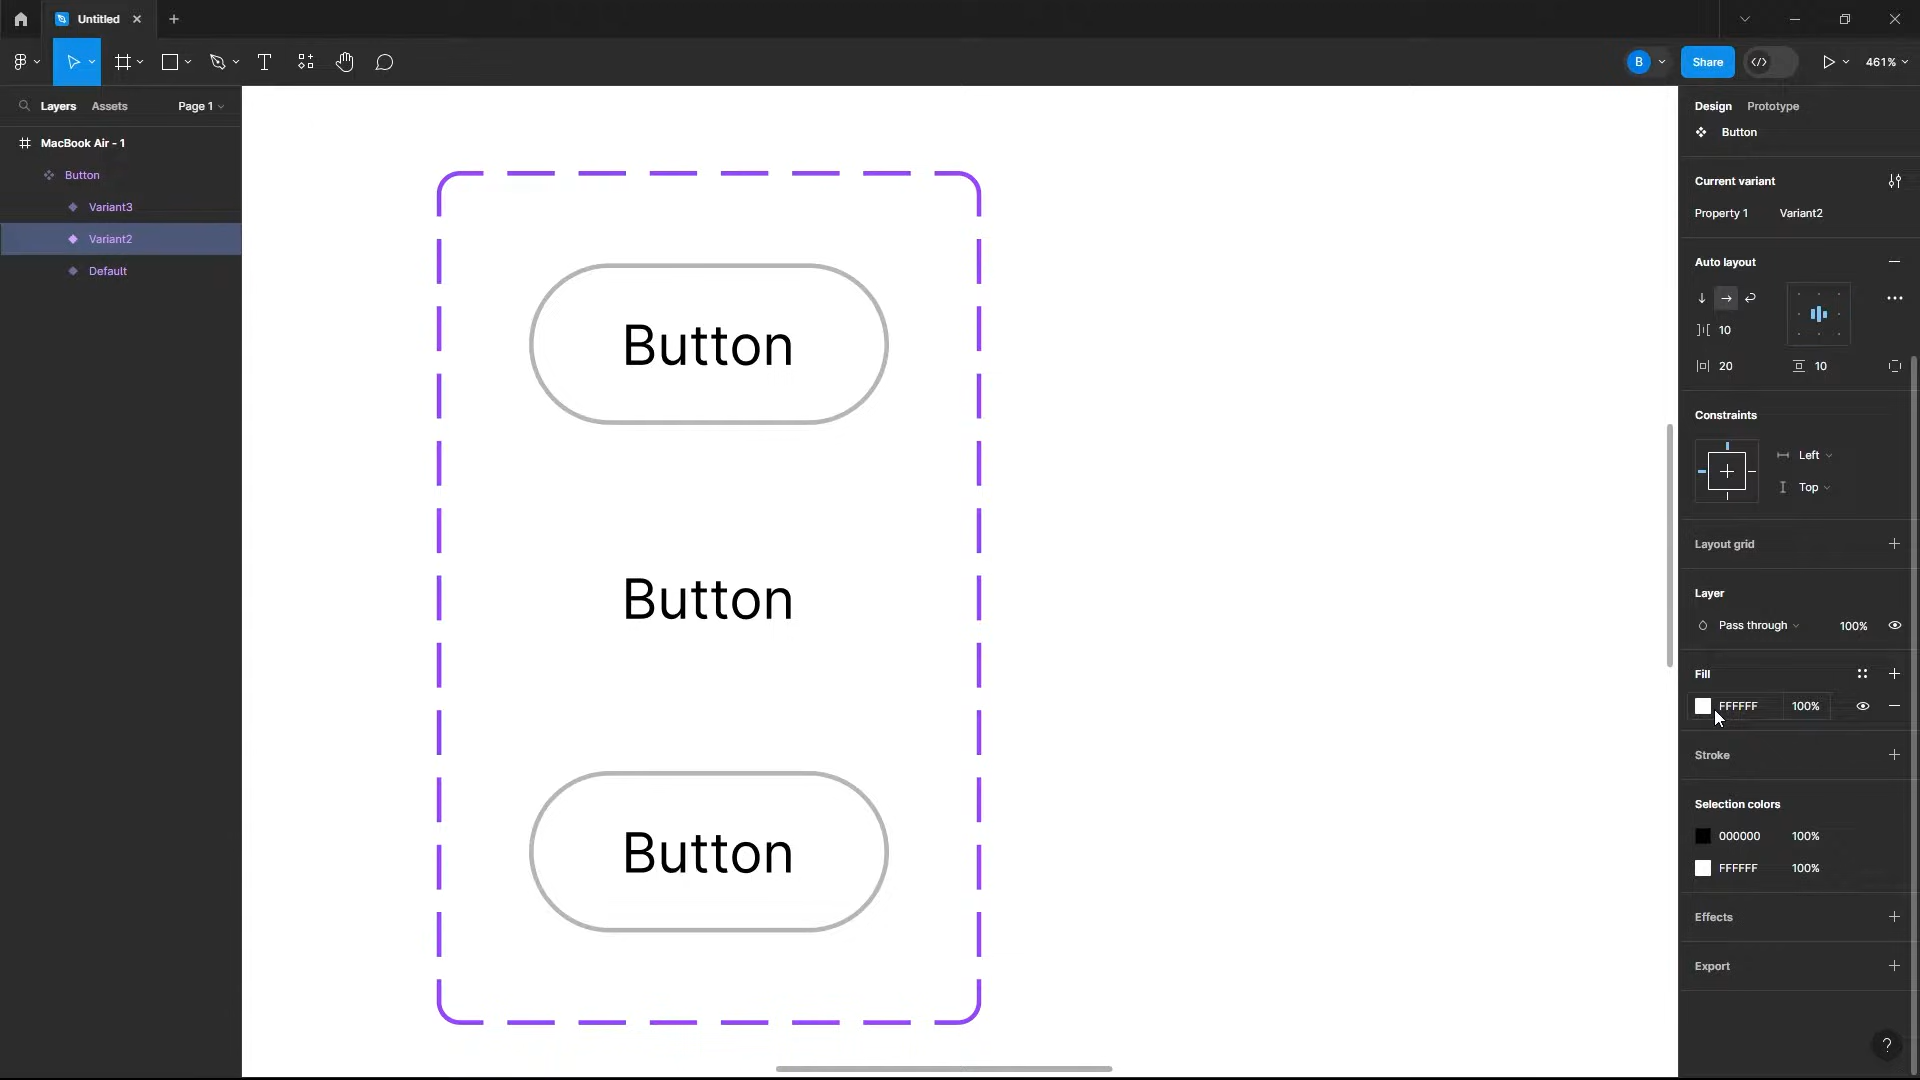 Untitled
B
Share
461%
Layers Assets Page 1
MacBook Air - 1
Button
Variant3
Variant2
Default
Button
Button
Button
Design Prototype
Button
Current variant
Property 1 Variant2
Auto layout
10
20 10
Constraints
Left
Top
Layout grid
Layer
Pass through 100%
Fill
FFFFFF 100%
Stroke
Selection colors
000000 100%
FFFFFF 100%
Effects
Export
?